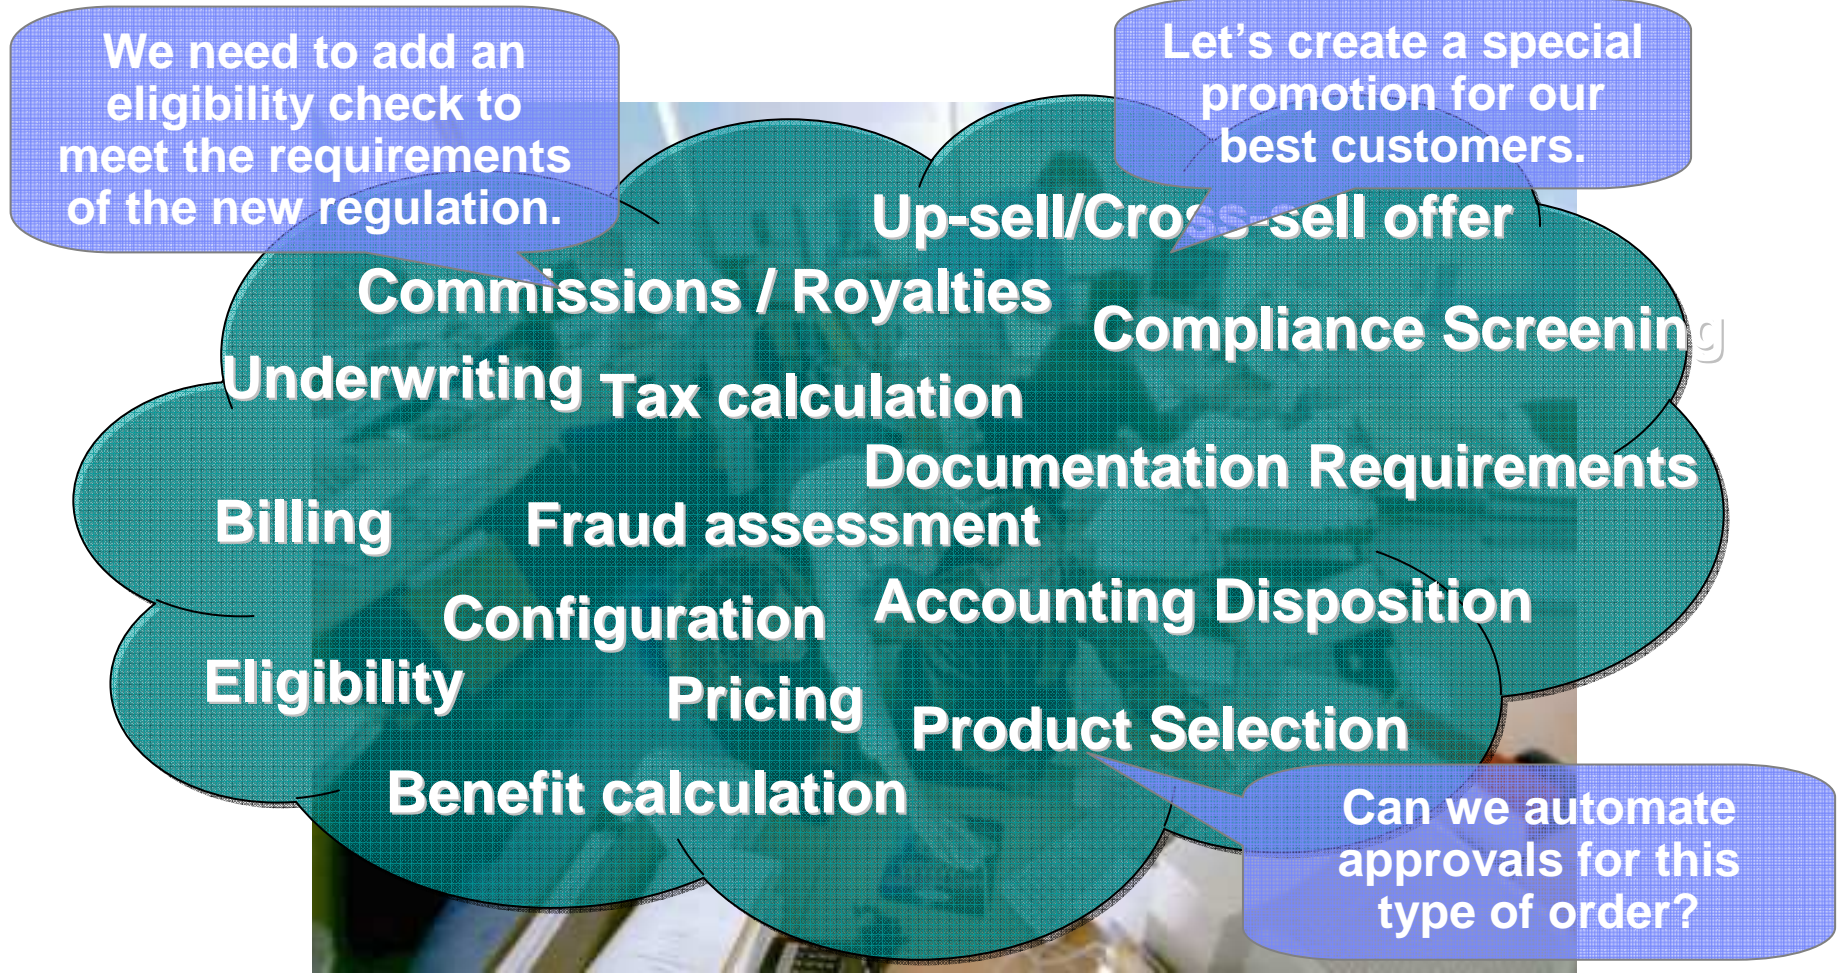 We need to add an
eligibility check to
meet the requirements
of the new regulation.
Let's create a special
promotion for our
best customers.
Up-sell/Cross-sell offer
Commissions / Royalties
Compliance Screening
Underwriting
Tax calculation
Documentation Requirements
Billing
Fraud assessment
Configuration
Accounting Disposition
Eligibility
Pricing
Product Selection
Benefit calculation
Can we automate
approvals for this
type of order?